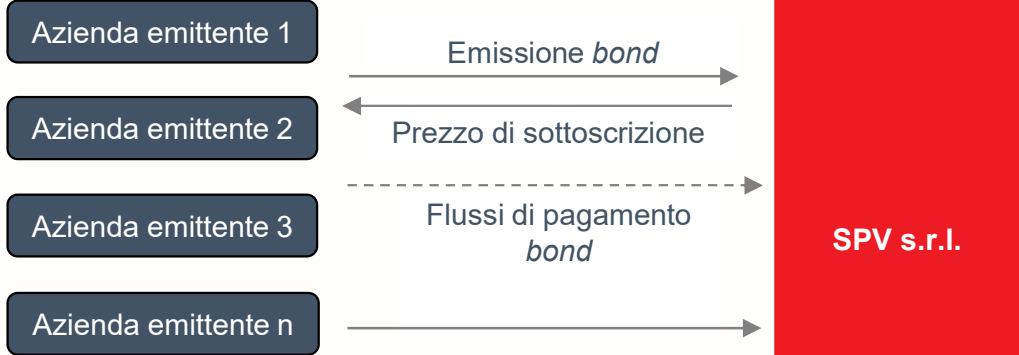 Azienda emittente 1
Emissione bond
Azienda emittente 2
Prezzo di sottoscrizione
Azienda emittente 3
Flussi di pagamento
bond
SPV s.r.l.
Azienda emittente n